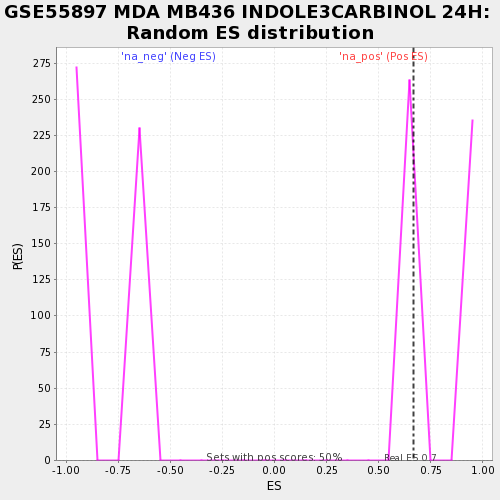 GSE55897 MDA MB436 INDOLE3CARBINOL 24H:
Random ES distribution
'na_neg' (Neg ES) 'na_pos' (Pos ES)
275
250
225
200
175
150
125
100
75
50
25
0
P(ES)
Sets with pos scores: 50% Real ES 0.7
-1.00 -0.75 -0.50 -0.25 0.00 0.25 0.50 0.75 1.00
ES